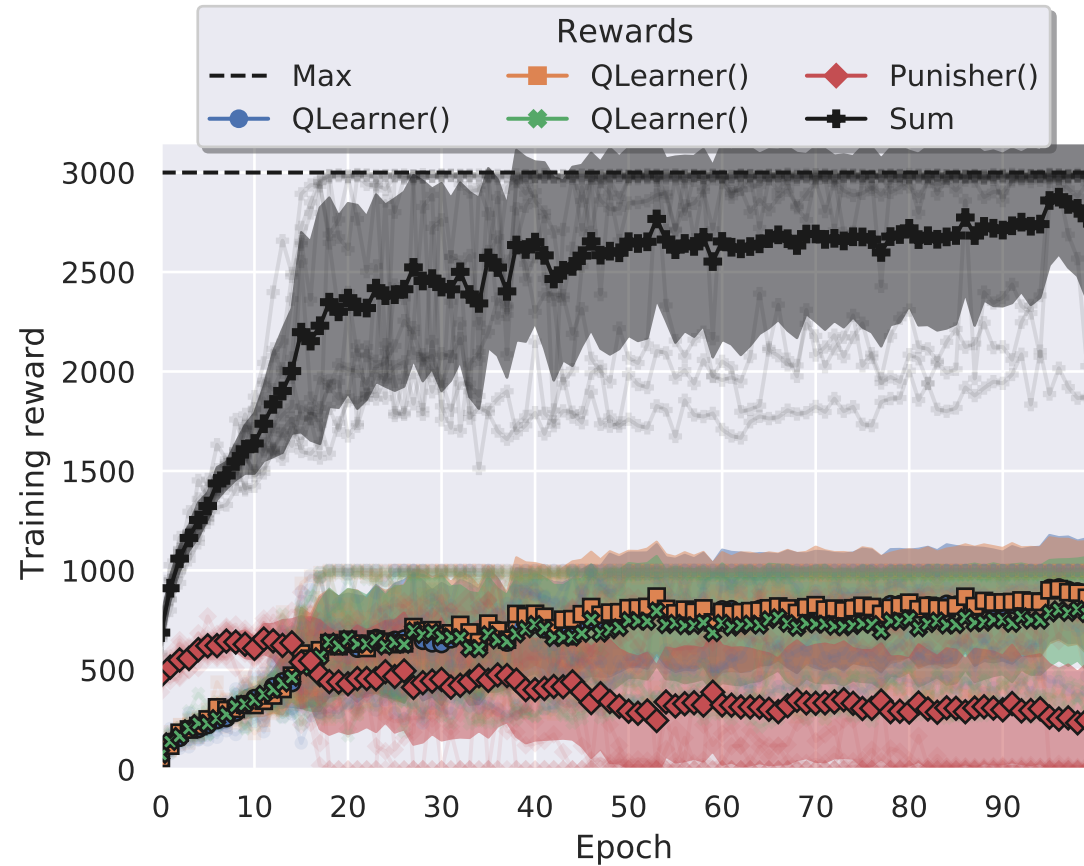 Rewards
Max QLearner() Punisher()
QLearner() QLearner() Sum
3000
2500
2000
1500
1000
500
0
Training reward
0 10 20 30 40 50 60 70 80 90
Epoch